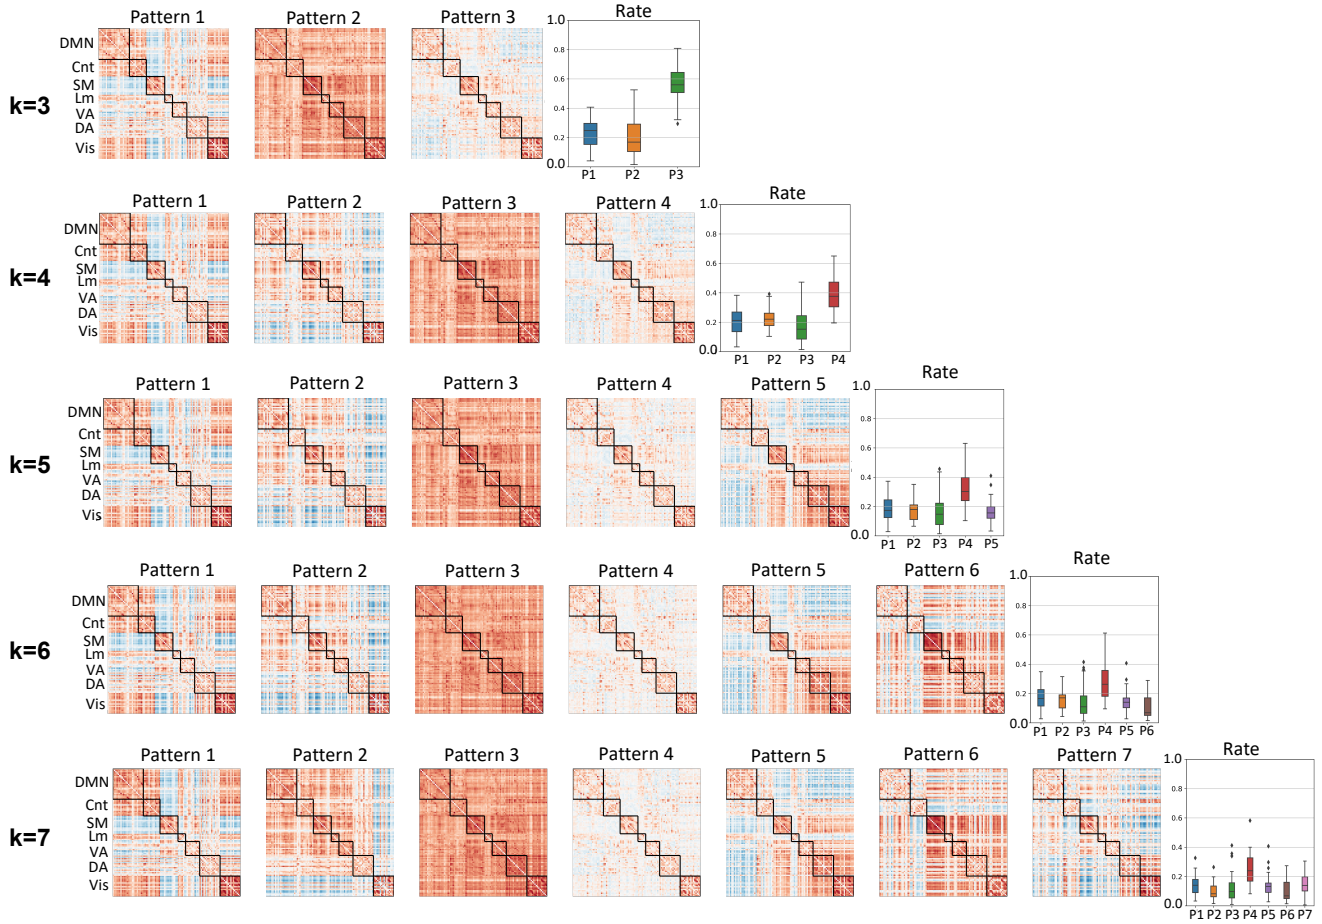 Pattern 1 Pattern 2 Pattern 3 Rate
k=3
DMN
Cnt
SM
Lm
VA
DA
Vis
1.0
0.8
0.6
0.4
0.2
0.0
P1 P2 P3
Pattern 1 Pattern 2 Pattern 3 Pattern 4 Rate
k=4
DMN
Cnt
SM
Lm
VA
DA
Vis
1.0
0.8
0.6
0.4
0.2
0.0
P1 P2 P3 P4
Pattern 1 Pattern 2 Pattern 3 Pattern 4 Pattern 5 Rate
k=5
DMN
Cnt
SM
Lm
VA
DA
Vis
1.0
0.8
0.6
0.4
0.2
0.0
P1 P2 P3 P4 P5
Pattern 1 Pattern 2 Pattern 3 Pattern 4 Pattern 5 Pattern 6 Rate
k=6
DMN
Cnt
SM
Lm
VA
DA
Vis
1.0
0.8
0.6
0.4
0.2
0.0
P1 P2 P3 P4 P5 P6
Pattern 1 Pattern 2 Pattern 3 Pattern 4 Pattern 5 Pattern 6 Pattern 7 Rate
k=7
DMN
Cnt
SM
Lm
VA
DA
Vis
1.0
0.8
0.6
0.4
0.2
0.0
P1 P2 P3 P4 P5 P6 P7